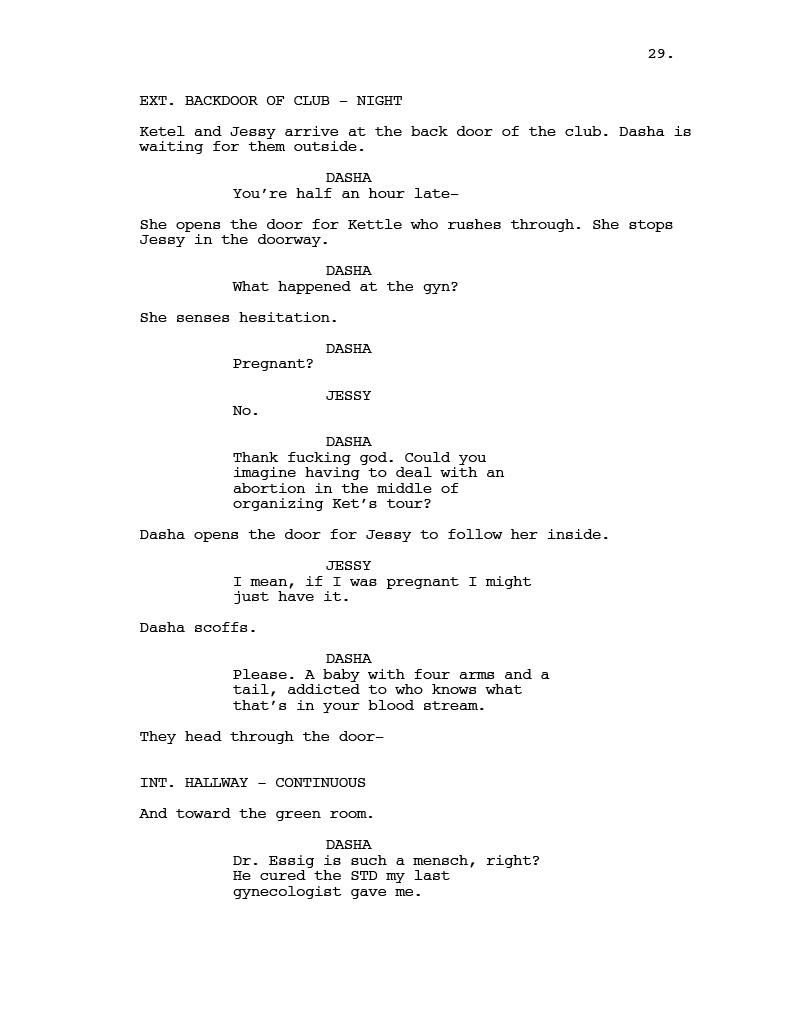 29.
EXT. BACKDOOR OF CLUB - NIGHT
Ketel and Jessy arrive at the back door of the club. Dasha is
waiting for them outside.
DASHA
You're half an hour late-
She opens the door for Kettle who rushes through. She stops
Jessy in the doorway.
DASHA
What happened at the gyn?
She senses hesitation.
DASHA
Pregnant?
JESSY
No.
DASHA
Thank fucking god. Could you
imagine having to deal with an
abortion in the middle of
organizing Ket's tour?
Dasha opens the door for Jessy to follow her inside.
JESSY
I mean, if I was pregnant I might
just have it.
Dasha scoffs.
DASHA
Please. A baby with four arms and a
tail, addicted to who knows what
that's in your blood stream.
They head through the door-
INT. HALLWAY - CONTINUOUS
And toward the green room.
DASHA
Dr. Essig is such a mensch, right?
He cured the STD my last
gynecologist gave me.